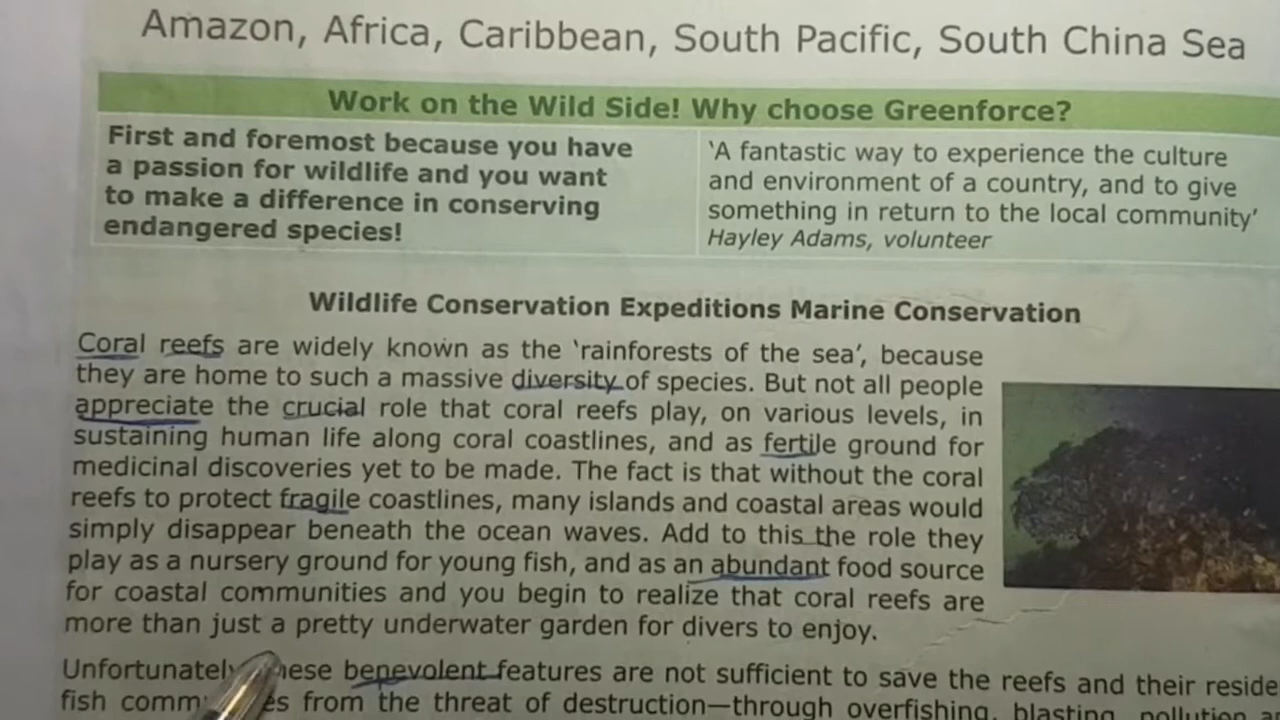 Amazon, Africa, Caribbean, South Pacific, South China Sea
Work on the Wild Side! Why choose Greenforce?
First and foremost because you have
a passion for wildlife and you want
to make a difference in conserving
endangered species!
‘A fantastic way to experience the culture
and environment of a country, and to give
something in return to the local community’
Hayley Adams, volunteer
Wildlife Conservation Expeditions Marine Conservation
Coral reefs are widely known as the ‘rainforests of the sea’, because
they are home to such a massive diversity of species. But not all people
appreciate the crucial role that coral reefs play, on various levels, in
sustaining human life along coral coastlines, and as fertile ground for
medicinal discoveries yet to be made. The fact is that without the coral
reefs to protect fragile coastlines, many islands and coastal areas would
simply disappear beneath the ocean waves. Add to this the role they
play as a nursery ground for young fish, and as an abundant food source
for coastal communities and you begin to realize that coral reefs are
more than just a pretty underwater garden for divers to enjoy.
Unfortunately these benevolent features are not sufficient to save the reefs and their
fish from the threat of destruction—through overfishing, blasting, pollution